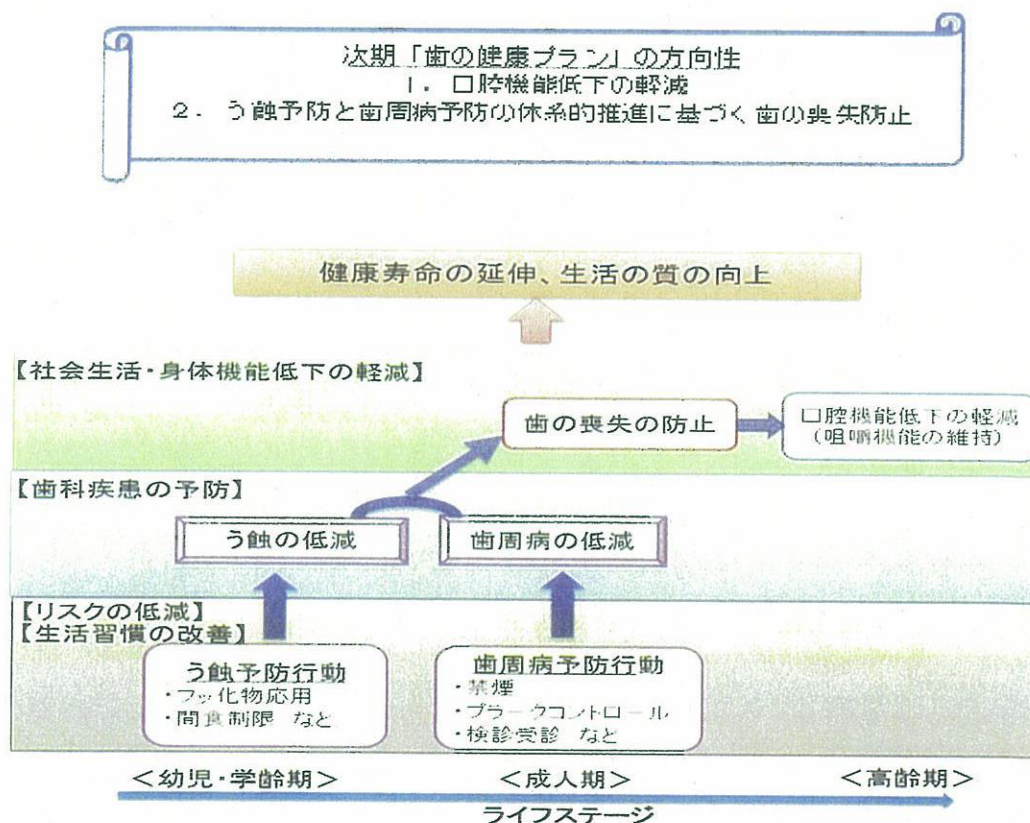 次期「歯の健康プラン」の方向性
1. 口腔機能低下の軽減
2. う蝕予防と歯周病予防の体系的推進に基づく歯の喪失防止
健康寿命の延伸、生活の質の向上
【社会生活・身体機能低下の軽減】
歯の喪失の防止
口腔機能低下の軽減
(咀嚼機能の維持)
【歯科疾患の予防】
う蝕の低減
歯周病の低減
【リスクの低減】
【生活習慣の改善】
う蝕予防行動
・フッ化物応用
・間食制限 など
歯周病予防行動
・禁煙
・プラークコントロール
・検診受診 など
<幼児・学齢期>
<成人期>
<高齢期>
ライフステージ